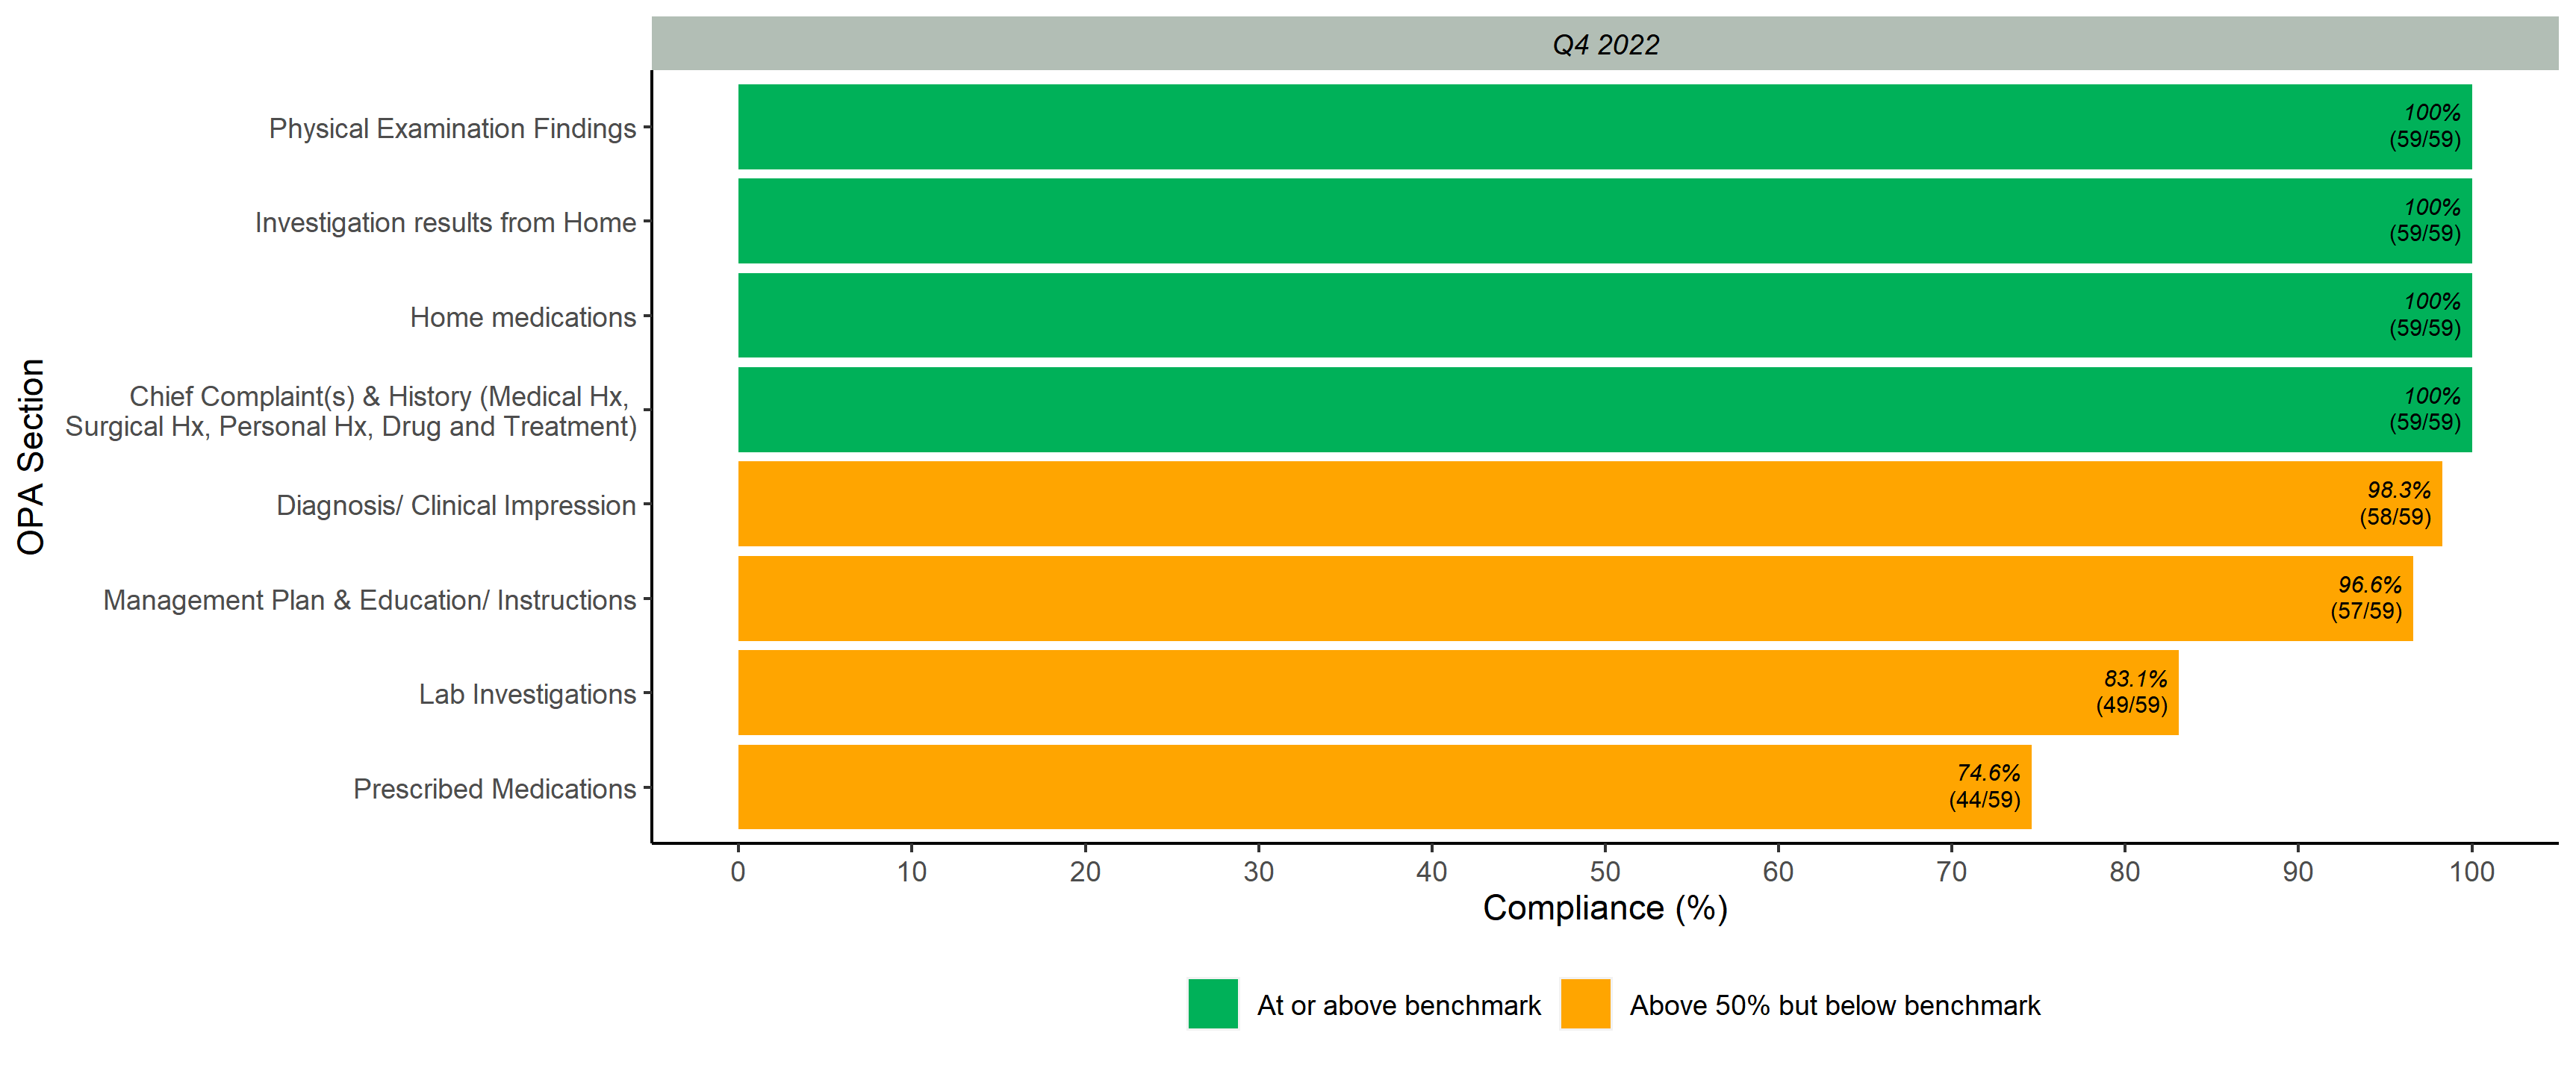 Q4 2022
OPA Section
Physical Examination Findings
100%
(59/59)
Investigation results from Home
100%
(59/59)
Home medications
100%
(59/59)
Chief Complaint(s) & History (Medical Hx,
Surgical Hx, Personal Hx, Drug and Treatment)
100%
(59/59)
Diagnosis/ Clinical Impression
98.3%
(58/59)
Management Plan & Education/ Instructions
96.6%
(57/59)
Lab Investigations
83.1%
(49/59)
Prescribed Medications
74.6%
(44/59)
0 10 20 30 40 50 60 70 80 90 100
Compliance (%)
At or above benchmark
Above 50% but below benchmark